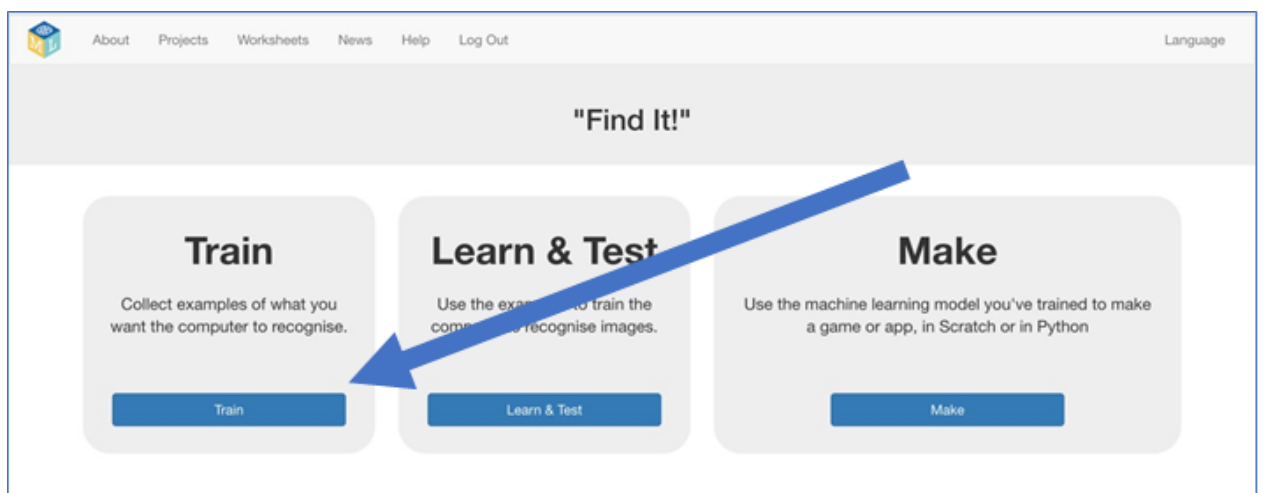 About Projects Worksheets News Help Log Out Language
"Find It!"
Train
Collect examples of what you
want the computer to recognise.
Train
Learn & Test
Use the to train the
recognise images.
Learn & Test
Make
Use the machine learning model you've trained to make
a game or app, in Scratch or in Python
Make